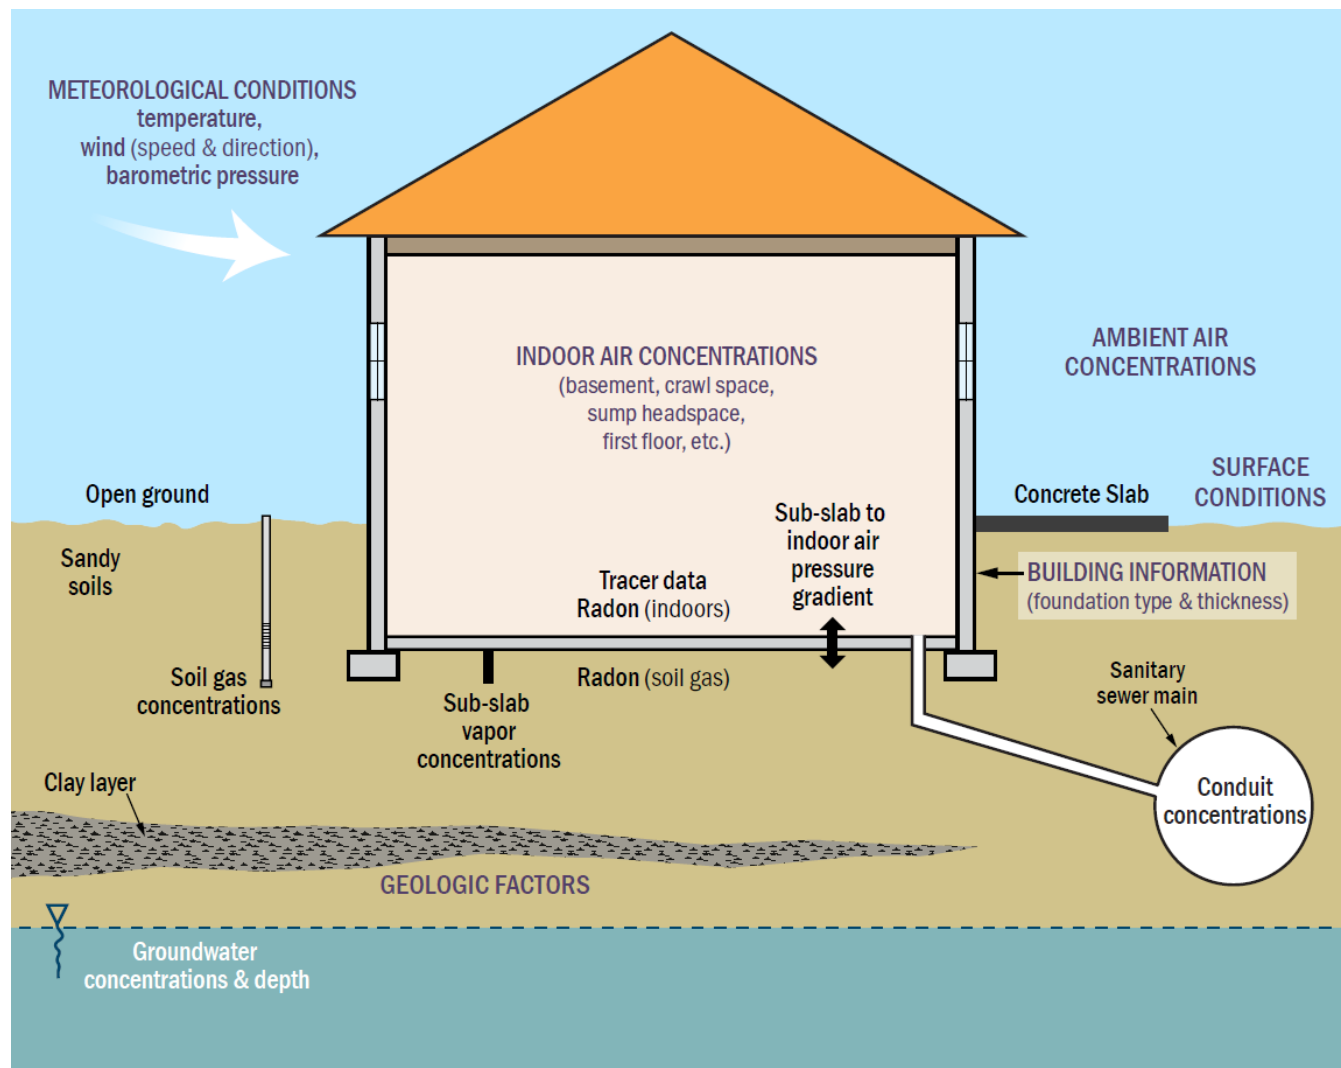 METEOROLOGICAL CONDITIONS
temperature,
wind (speed & direction),
barometric pressure
INDOOR AIR CONCENTRATIONS
(basement, crawl space,
sump headspace,
first floor, etc.)
AMBIENT AIR
CONCENTRATIONS
SURFACE
CONDITIONS
Open ground
Concrete Slab
Sandy
soils
Sub-slab to
indoor air
pressure
gradient
Tracer data
Radon (indoors)
BUILDING INFORMATION
(foundation type & thickness)
Soil gas
concentrations
Sub-slab
vapor
concentrations
Radon (soil gas)
Sanitary
sewer main
Conduit
concentrations
Clay layer
GEOLOGIC FACTORS
Groundwater
concentrations & depth